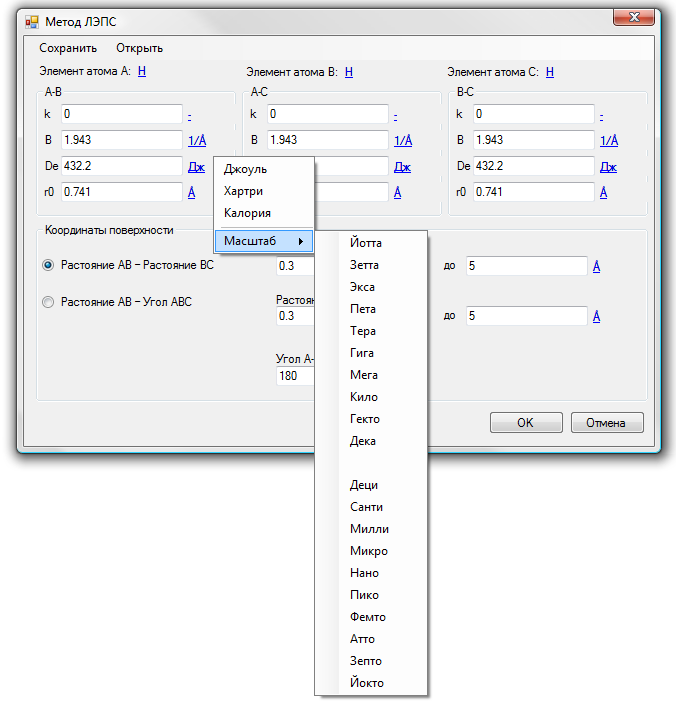 Метод ЛЭПС
Сохранить Открыть
Элемент атома A: H Элемент атома B: H Элемент атома C: H
A-B A-C B-C
k 0 - k 0 - k 0 -
B 1.943 1/Å B 1.943 1/Å B 1.943 1/Å
De 432.2 Дж Дж De 432.2 Дж
r0 0.741 Å Å r0 0.741 Å
Джоуль
Хартри
Калория
Масштаб
Координаты поверхности
Растояние AB – Растояние BC 0.3 до 5 Å
Растояние AB – Угол ABC Растоян
0.3 до 5 Å
Угол A-
180
OK Отмена
Йотта
Зетта
Экса
Пета
Тера
Гига
Мега
Кило
Гекто
Дека
Деци
Санти
Милли
Микро
Нано
Пико
Фемто
Атто
Зепто
Йокто